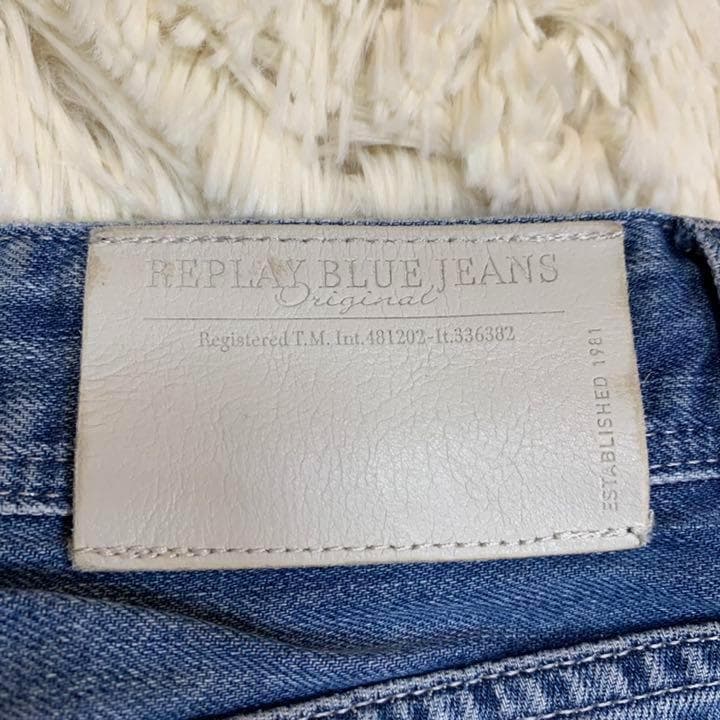 REPLAY BLUE JEANS
Original
Registered T.M. Int.481202-It.336382
ESTABLISHED 1981